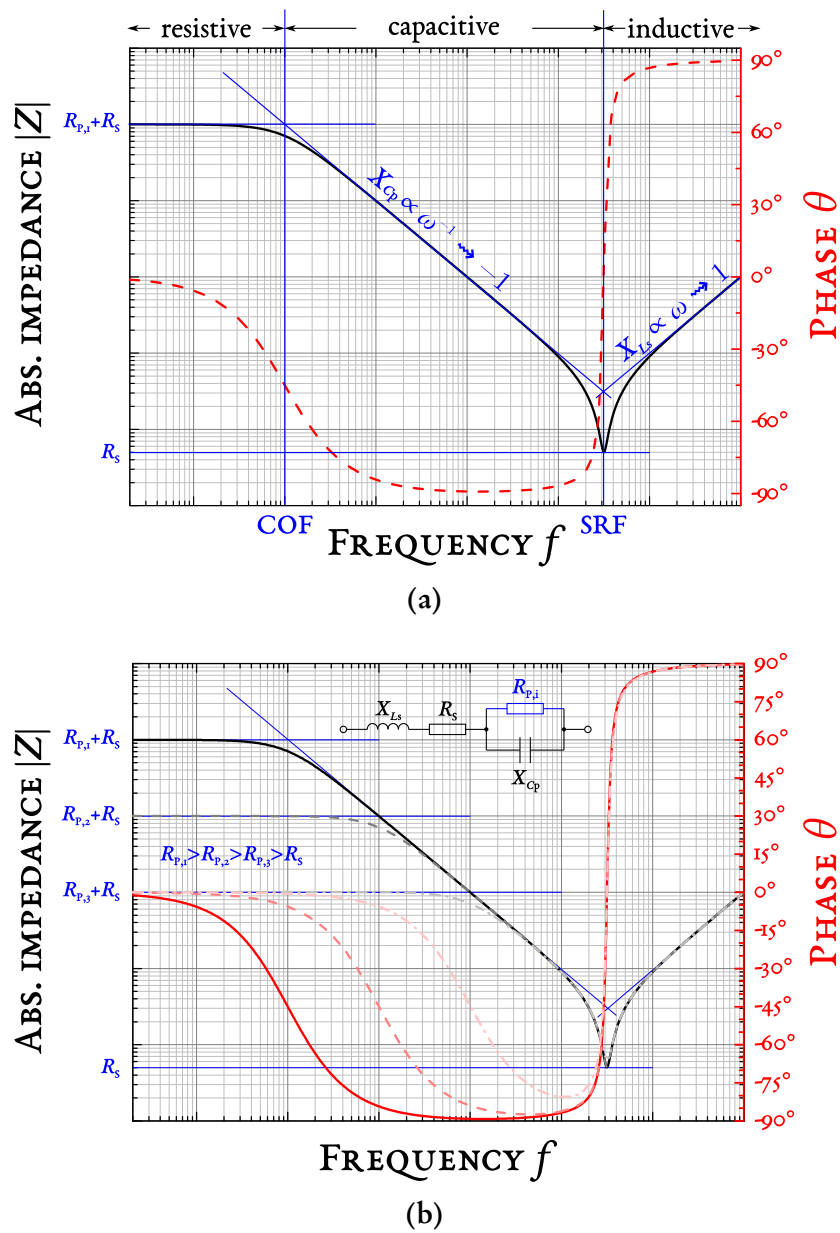 resistive capacitive inductive
ABS. IMPEDANCE |Z|
R_P,1+R_S
R_S
X_Cp ∝ ω⁻¹ ⇝ −1
X_Ls ∝ ω ⇝ 1
90°
60°
30°
0°
-30°
-60°
-90°
PHASE θ
COF SRF
FREQUENCY f
(a)
ABS. IMPEDANCE |Z|
R_P,1+R_S
R_P,2+R_S
R_P,3+R_S
R_S
R_P,1>R_P,2>R_P,3>R_S
X_Ls R_S R_P,i
X_Cp
90°
75°
60°
45°
30°
15°
0°
-15°
-30°
-45°
-60°
-75°
-90°
PHASE θ
FREQUENCY f
(b)